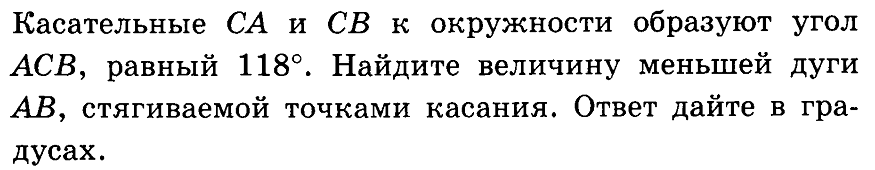 Касательные CA и CB к окружности образуют угол
ACB, равный 118°. Найдите величину меньшей дуги
AB, стягиваемой точками касания. Ответ дайте в гра-
дусах.